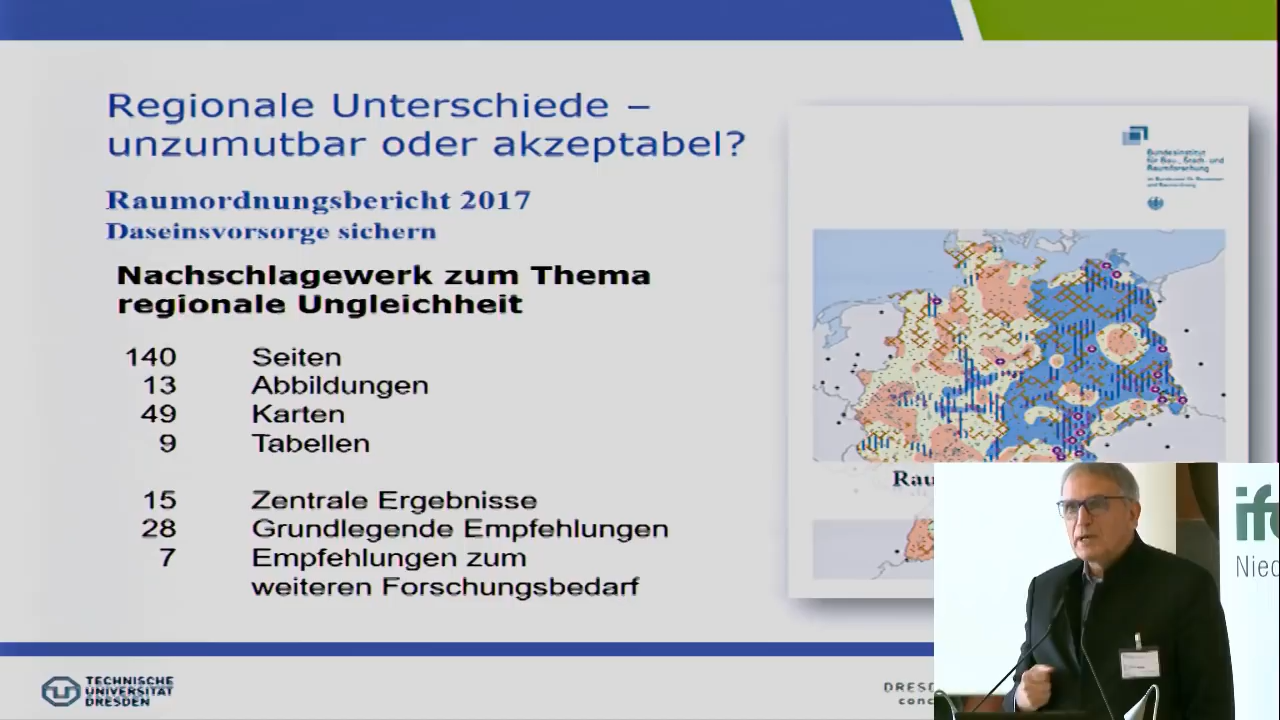 Regionale Unterschiede –
unzumutbar oder akzeptabel?
Raumordnungsbericht 2017
Daseinsvorsorge sichern
Nachschlagewerk zum Thema
regionale Ungleichheit
140 Seiten
13 Abbildungen
49 Karten
9 Tabellen
15 Zentrale Ergebnisse
28 Grundlegende Empfehlungen
7 Empfehlungen zum
weiteren Forschungsbedarf
Bundesinstitut
für Bau-, Stadt- und
Raumforschung
Rau
ifo
Nied
TECHNISCHE
UNIVERSITÄT
DRESDEN
DRES
conc